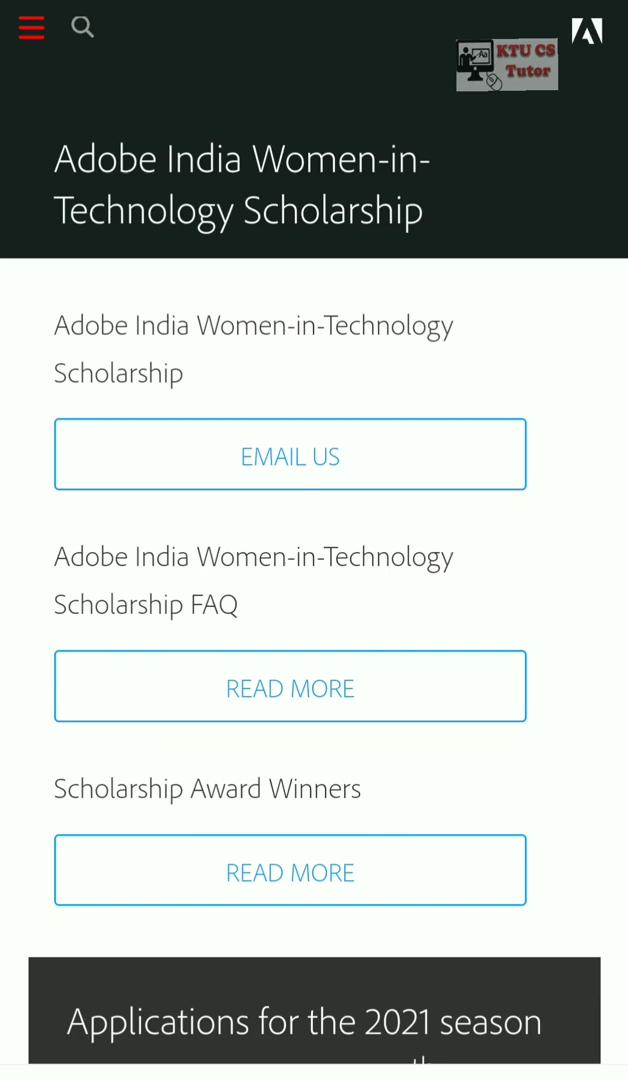 KTU CS
Tutor
Adobe India Women-in-
Technology Scholarship
Adobe India Women-in-Technology
Scholarship
EMAIL US
Adobe India Women-in-Technology
Scholarship FAQ
READ MORE
Scholarship Award Winners
READ MORE
Applications for the 2021 season